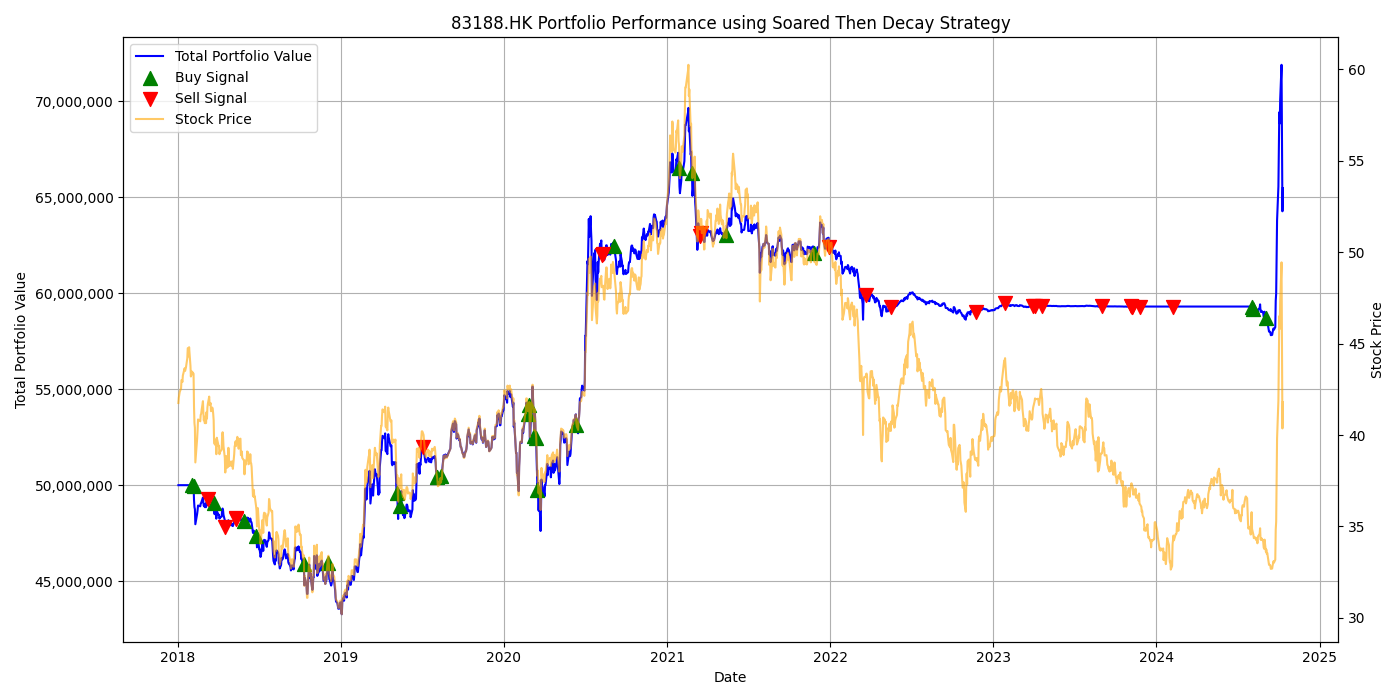 83188.HK Portfolio Performance using Soared Then Decay Strategy
Total Portfolio Value
Buy Signal
Sell Signal
Stock Price
70,000,000
65,000,000
60,000,000
55,000,000
50,000,000
45,000,000
Total Portfolio Value
60
55
50
45
40
35
30
Stock Price
2018
2019
2020
2021
2022
2023
2024
2025
Date